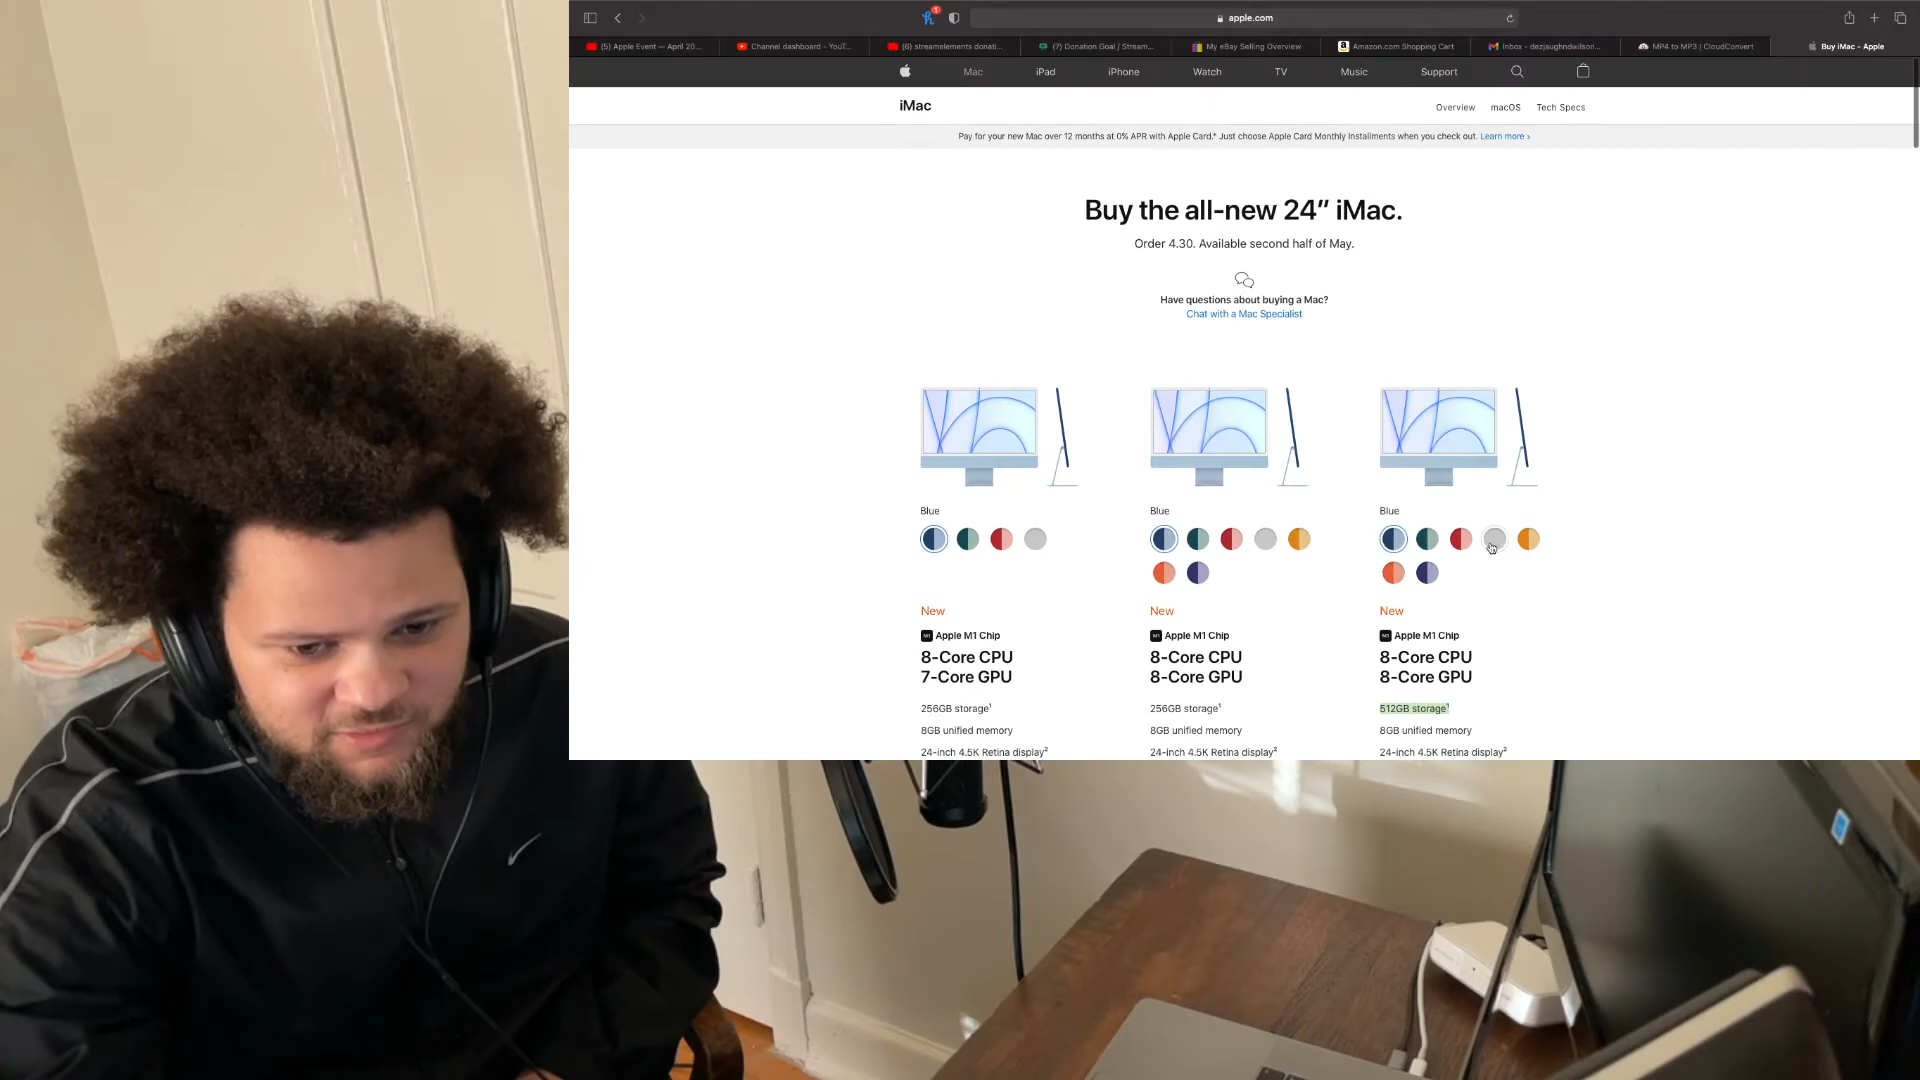 apple.com
(5) Apple Event — April 20...
Channel dashboard - YouT...
(6) streamelements donati...
(7) Donation Goal / Stream...
My eBay Selling Overview
Amazon.com Shopping Cart
Inbox - dezjaughndwilson...
MP4 to MP3 | CloudConvert
Buy iMac - Apple
Mac iPad iPhone Watch TV Music Support
iMac
Overview macOS Tech Specs
Pay for your new Mac over 12 months at 0% APR with Apple Card.* Just choose Apple Card Monthly Installments when you check out. Learn more ›
Buy the all-new 24” iMac.
Order 4.30. Available second half of May.
Have questions about buying a Mac?
Chat with a Mac Specialist
Blue
New
M1 Apple M1 Chip
8-Core CPU
7-Core GPU
256GB storage¹
8GB unified memory
24-inch 4.5K Retina display²
Blue
New
M1 Apple M1 Chip
8-Core CPU
8-Core GPU
256GB storage¹
8GB unified memory
24-inch 4.5K Retina display²
Blue
New
M1 Apple M1 Chip
8-Core CPU
8-Core GPU
512GB storage¹
8GB unified memory
24-inch 4.5K Retina display²